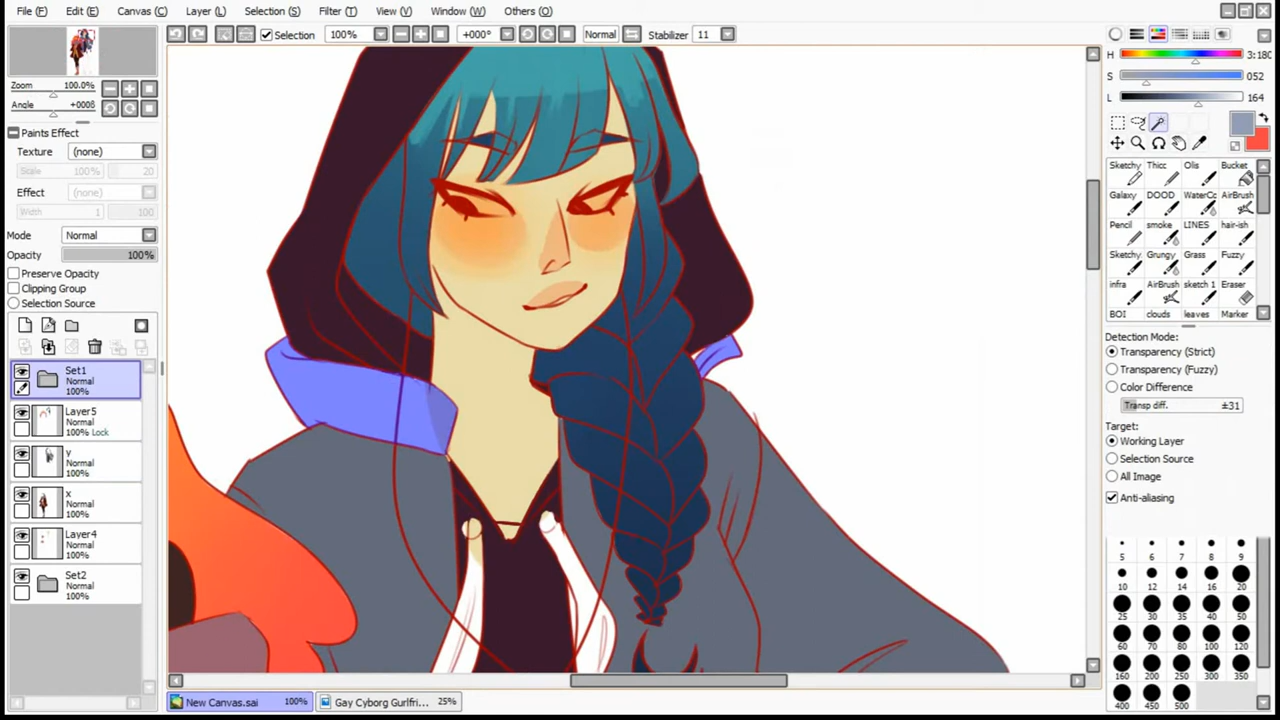 File (F) Edit (E) Canvas (C) Layer (L) Selection (S) Filter (T) View (V) Window (W) Others (O)
Selection 100% +000° Normal Stabilizer 11
Zoom 100.0%
Angle +000ß
Paints Effect
Texture (none)
Scale 100% 20
Effect (none)
Width 1 100
Mode Normal
Opacity 100%
Preserve Opacity
Clipping Group
Selection Source
Set1
Normal
100%
Layer5
Normal
100% Lock
y
Normal
100%
x
Normal
100%
Layer4
Normal
100%
Set2
Normal
100%
New Canvas.sai 100% Gay Cyborg Gurlfri... 25%
H 3:180
S 052
L 164
Sketchy Thicc Olis Bucket
Galaxy DOOD WaterCc AirBrush
Pencil smoke LINES hair-ish
Sketchy Grungy Grass Fuzzy
infra AirBrush sketch 1 Eraser
BOI clouds leaves Marker
Detection Mode:
Transparency (Strict)
Transparency (Fuzzy)
Color Difference
Transp diff. ±31
Target:
Working Layer
Selection Source
All Image
Anti-aliasing
5 6 7 8 9
10 12 14 16 20
25 30 35 40 50
60 70 80 100 120
160 200 250 300 350
400 450 500